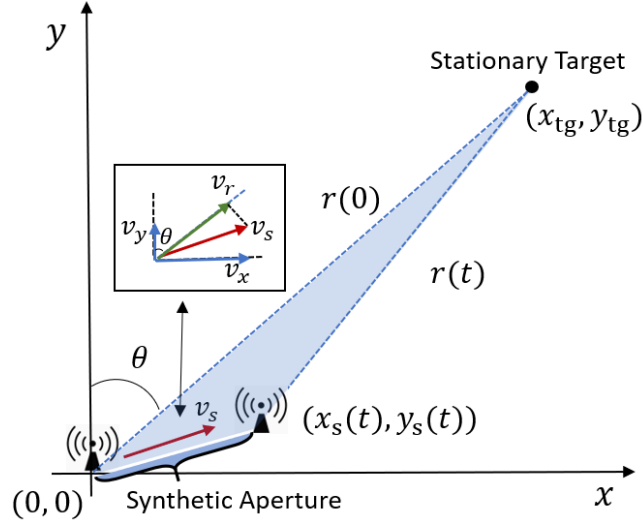 y
Stationary Target
(x_tg, y_tg)
r(0)
v_r
v_y
θ
v_s
v_x
r(t)
θ
v_s
(x_s(t), y_s(t))
(0,0)
Synthetic Aperture
x